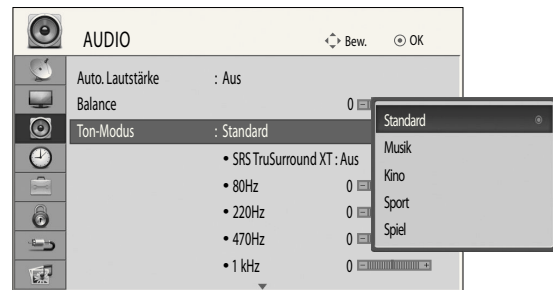 AUDIO Bew. OK
Auto. Lautstärke : Aus
Balance 0
Ton-Modus : Standard
• SRS TruSurround XT : Aus
• 80Hz 0
• 220Hz 0
• 470Hz 0
• 1 kHz 0
Standard
Musik
Kino
Sport
Spiel